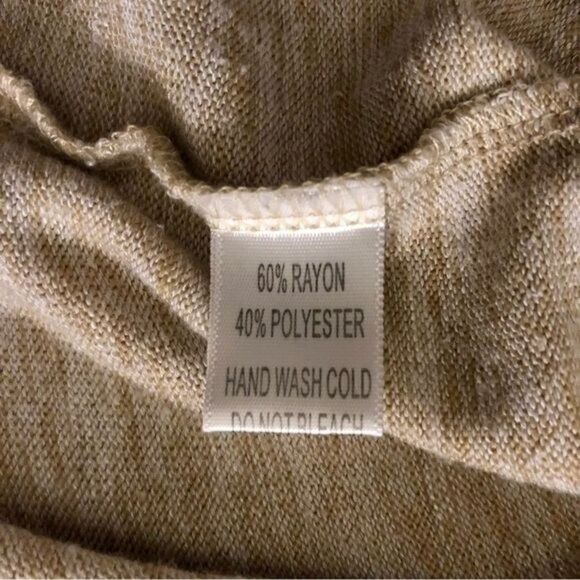 60% RAYON
40% POLYESTER
HAND WASH COLD
DO NOT BLEACH